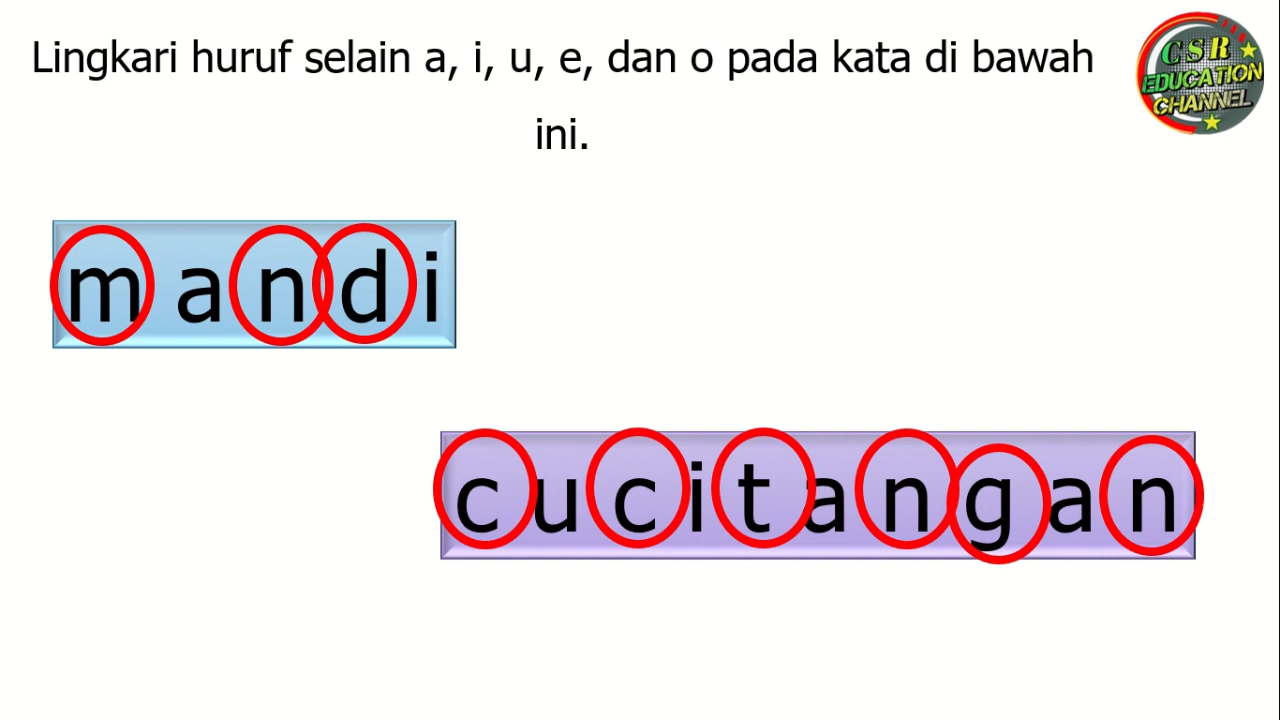 Lingkari huruf selain a, i, u, e, dan o pada kata di bawah
ini.
CSR
EDUCATION
CHANNEL
m a n d i
c u c i t a n g a n